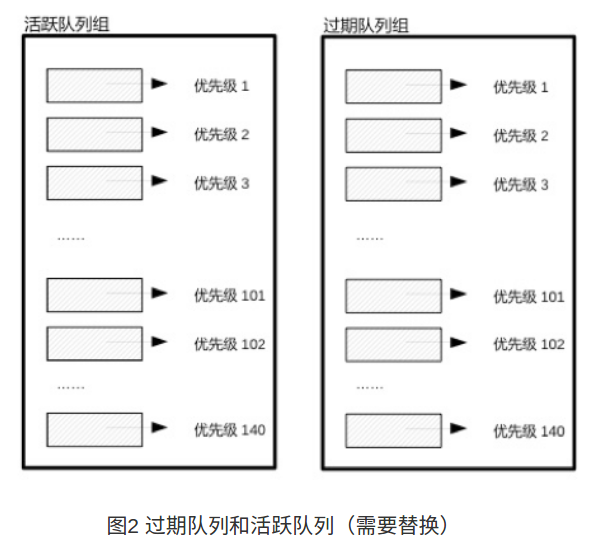 活跃队列组
优先级 1
优先级 2
优先级 3
……
优先级 101
优先级 102
……
优先级 140
过期队列组
优先级 1
优先级 2
优先级 3
……
优先级 101
优先级 102
……
优先级 140
图2 过期队列和活跃队列（需要替换）